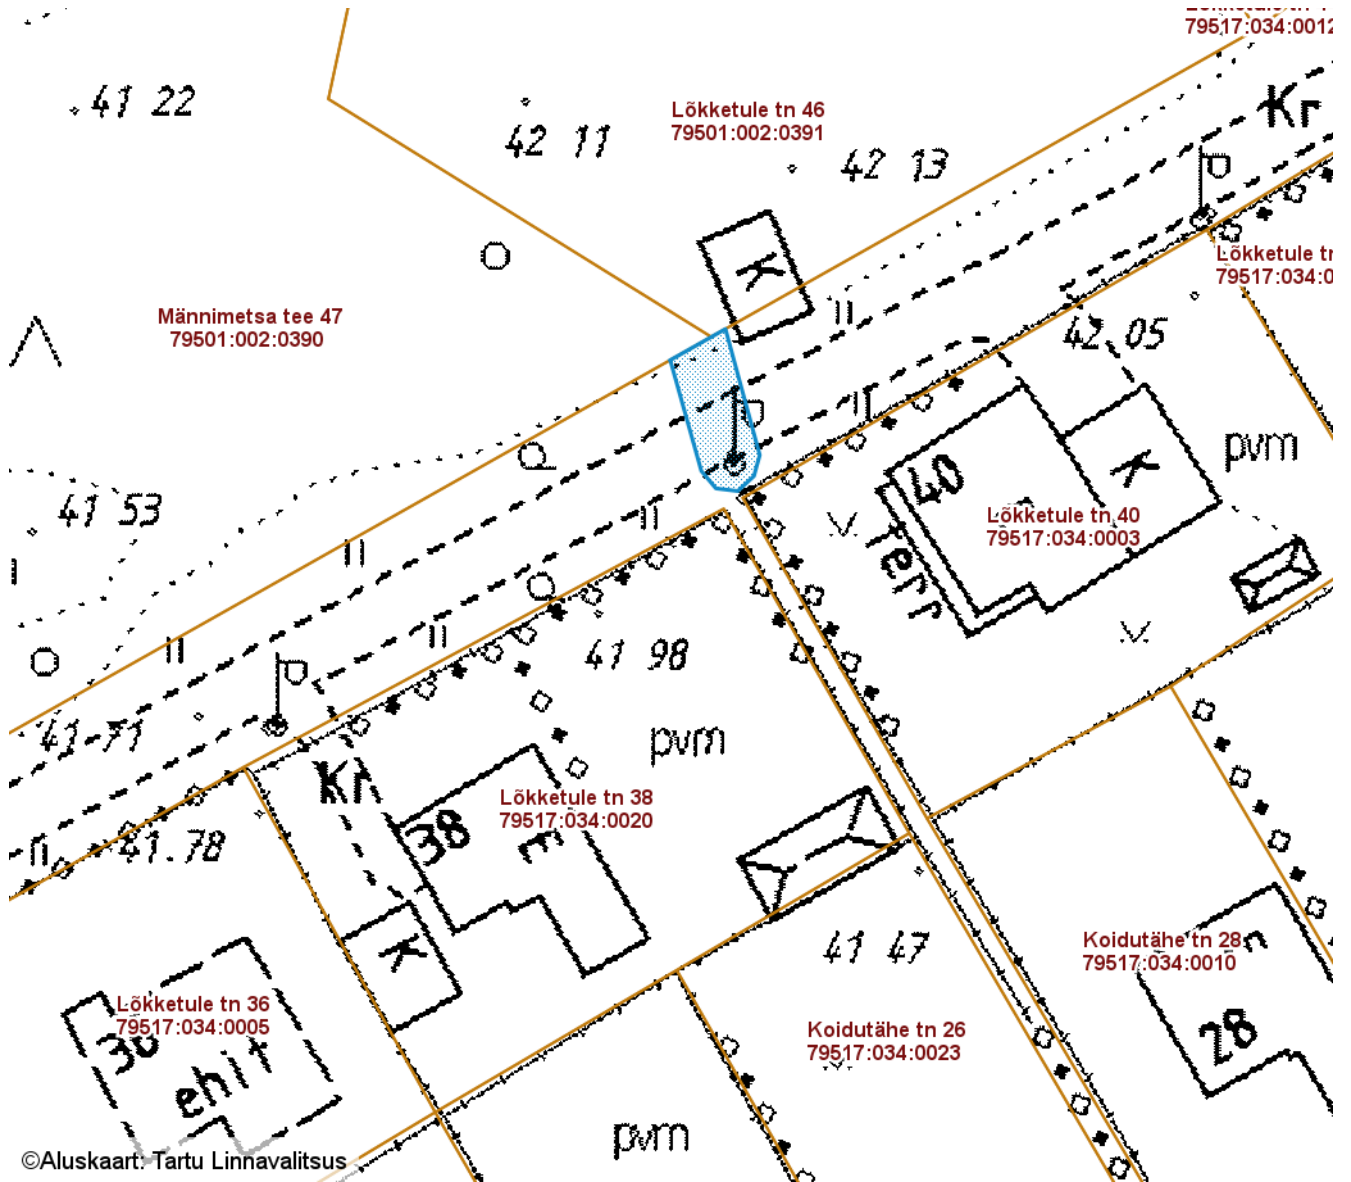 79517:034:0012
41 22
Kr
Lõkketule tn 46
79501:002:0391
42 11
42 13
K
Lõkketule
79517:034:0
Männimetsa tee 47
79501:002:0390
42 05
pvm
K
40
41 53
Lõkketule tn 40
79517:034:0003
Terr
41 98
41-71
pvm
Kr
Lõkketule tn 38
79517:034:0020
38
E
41.78
K
41 47
Koidutähe tn 28
79517:034:0010
Lõkketule tn 36
79517:034:0005
28
Koidutähe tn 26
79517:034:0023
ehit
pvm
©Aluskaart: Tartu Linnavalitsus